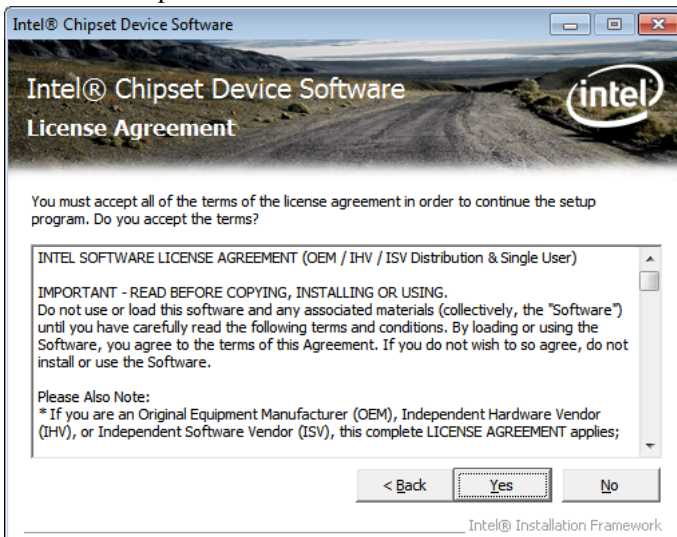 Intel® Chipset Device Software
Intel® Chipset Device Software
intel
License Agreement
You must accept all of the terms of the license agreement in order to continue the setup
program. Do you accept the terms?
INTEL SOFTWARE LICENSE AGREEMENT (OEM / IHV / ISV Distribution & Single User)
IMPORTANT - READ BEFORE COPYING, INSTALLING OR USING.
Do not use or load this software and any associated materials (collectively, the "Software")
until you have carefully read the following terms and conditions. By loading or using the
Software, you agree to the terms of this Agreement. If you do not wish to so agree, do not
install or use the Software.
Please Also Note:
* If you are an Original Equipment Manufacturer (OEM), Independent Hardware Vendor
(IHV), or Independent Software Vendor (ISV), this complete LICENSE AGREEMENT applies;
< Back Yes No
Intel® Installation Framework